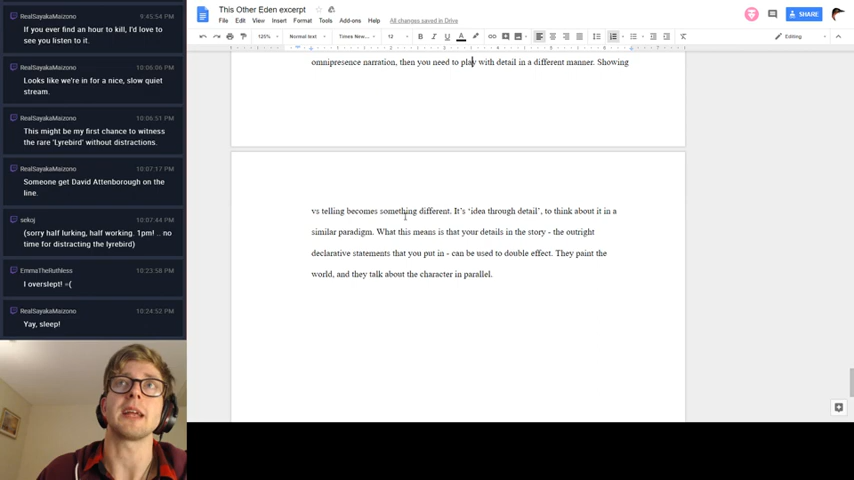 9:45:54 PM
If you ever find an hour to kill, I'd love to
see you listen to it.
RealSayakaMaizono 10:06:06 PM
Looks like we're in for a nice, slow quiet
stream.
RealSayakaMaizono 10:06:51 PM
This might be my first chance to witness
the rare 'Lyrebird' without distractions.
RealSayakaMaizono 10:07:17 PM
Someone get David Attenborough on the
line.
sekoj 10:07:44 PM
(sorry half lurking, half working. 1pm! .. no
time for distracting the lyrebird)
EmmaTheRuthless 10:23:58 PM
I overslept! =(
RealSayakaMaizono 10:24:52 PM
Yay, sleep!
This Other Eden excerpt
File Edit View Insert Format Tools Add-ons Help All changes saved in Drive
SHARE
125% Normal text Times New... 12 B I U A Editing
omnipresence narration, then you need to play with detail in a different manner. Showing
vs telling becomes something different. It's 'idea through detail', to think about it in a
similar paradigm. What this means is that your details in the story - the outright
declarative statements that you put in - can be used to double effect. They paint the
world, and they talk about the character in parallel.